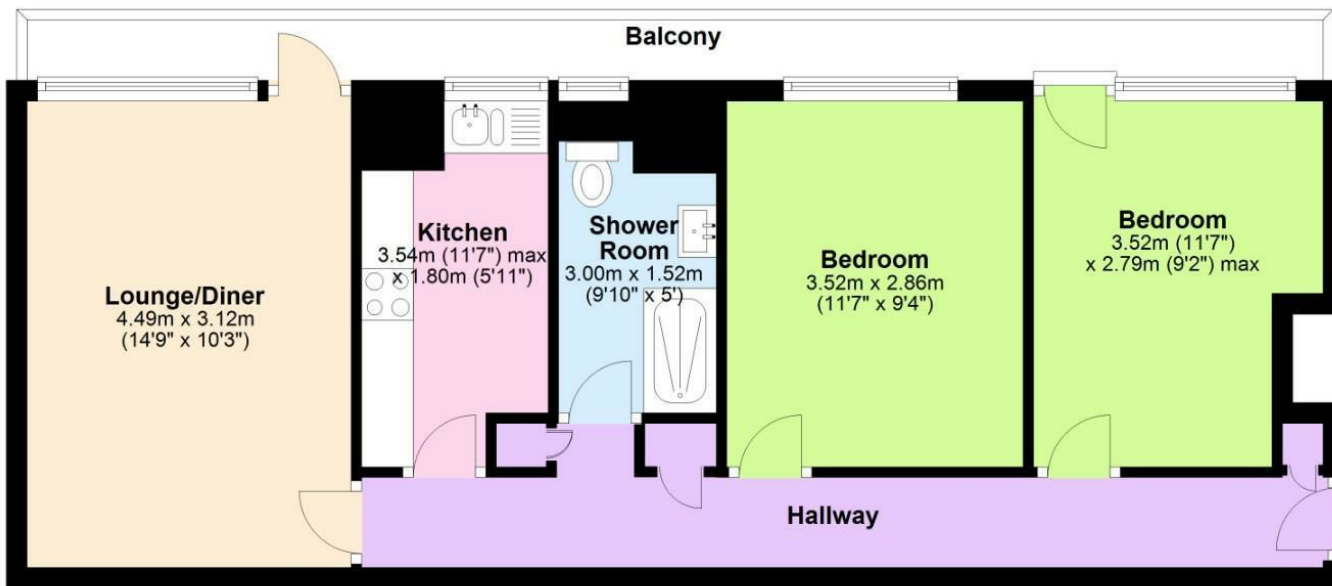 Balcony
Kitchen
3.54m (11'7") max
x 1.80m (5'11")
Shower
Room
3.00m x 1.52m
(9'10" x 5')
Bedroom
3.52m (11'7")
x 2.79m (9'2") max
Bedroom
3.52m x 2.86m
(11'7" x 9'4")
Lounge/Diner
4.49m x 3.12m
(14'9" x 10'3")
Hallway